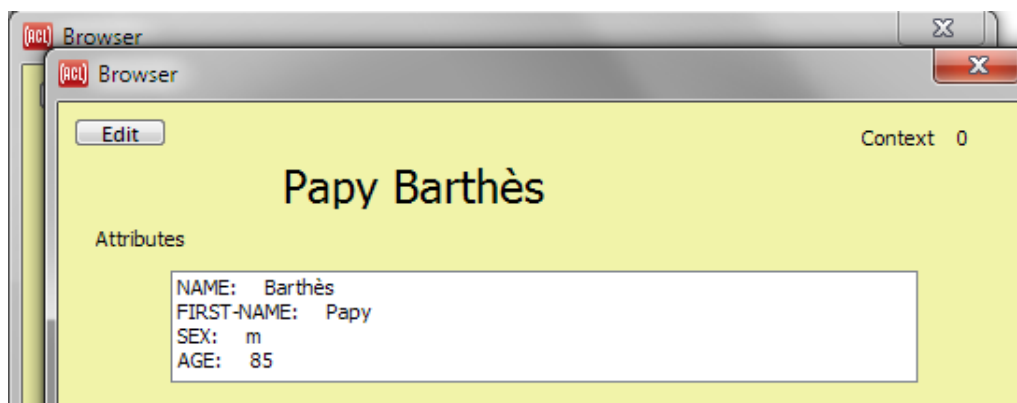 (ACL) Browser
(ACL) Browser
Edit
Context 0
Papy Barthès
Attributes
NAME: Barthès
FIRST-NAME: Papy
SEX: m
AGE: 85